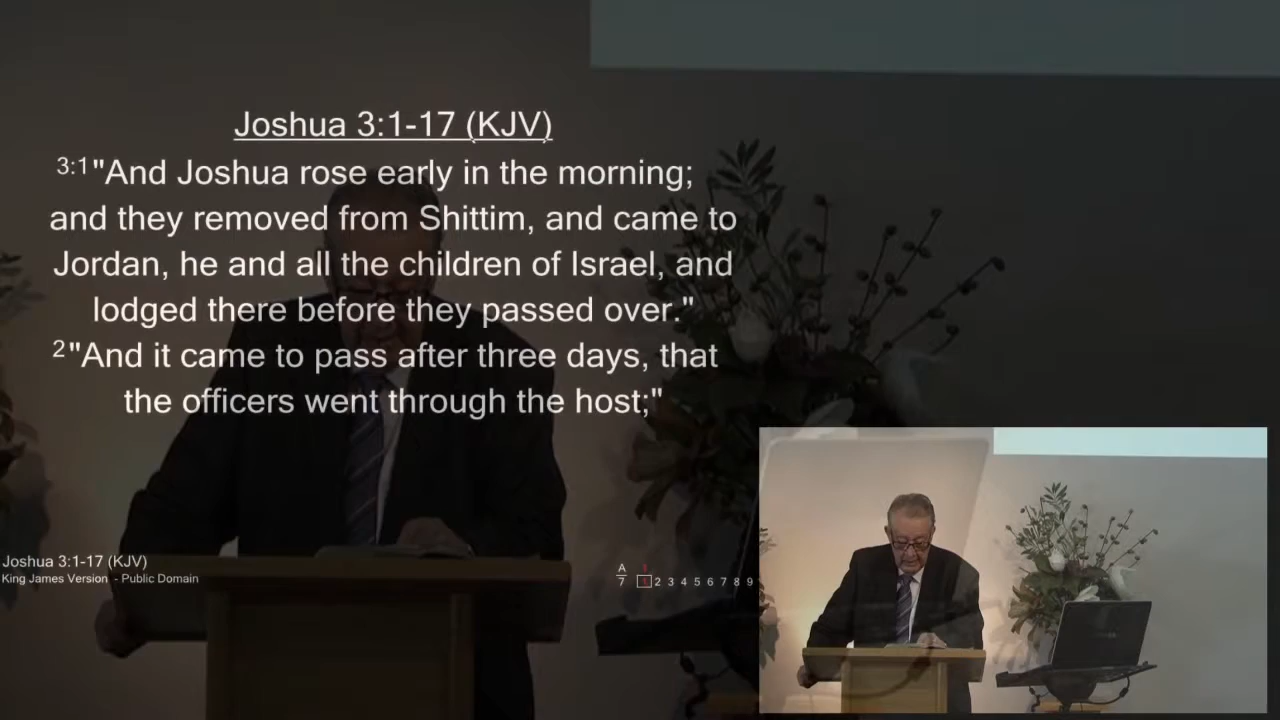 Joshua 3:1-17 (KJV)
3:1"And Joshua rose early in the morning;
and they removed from Shittim, and came to
Jordan, he and all the children of Israel, and
lodged there before they passed over."
2"And it came to pass after three days, that
the officers went through the host;"
Joshua 3:1-17 (KJV)
King James Version - Public Domain
A
7
1
1 2 3 4 5 6 7 8 9